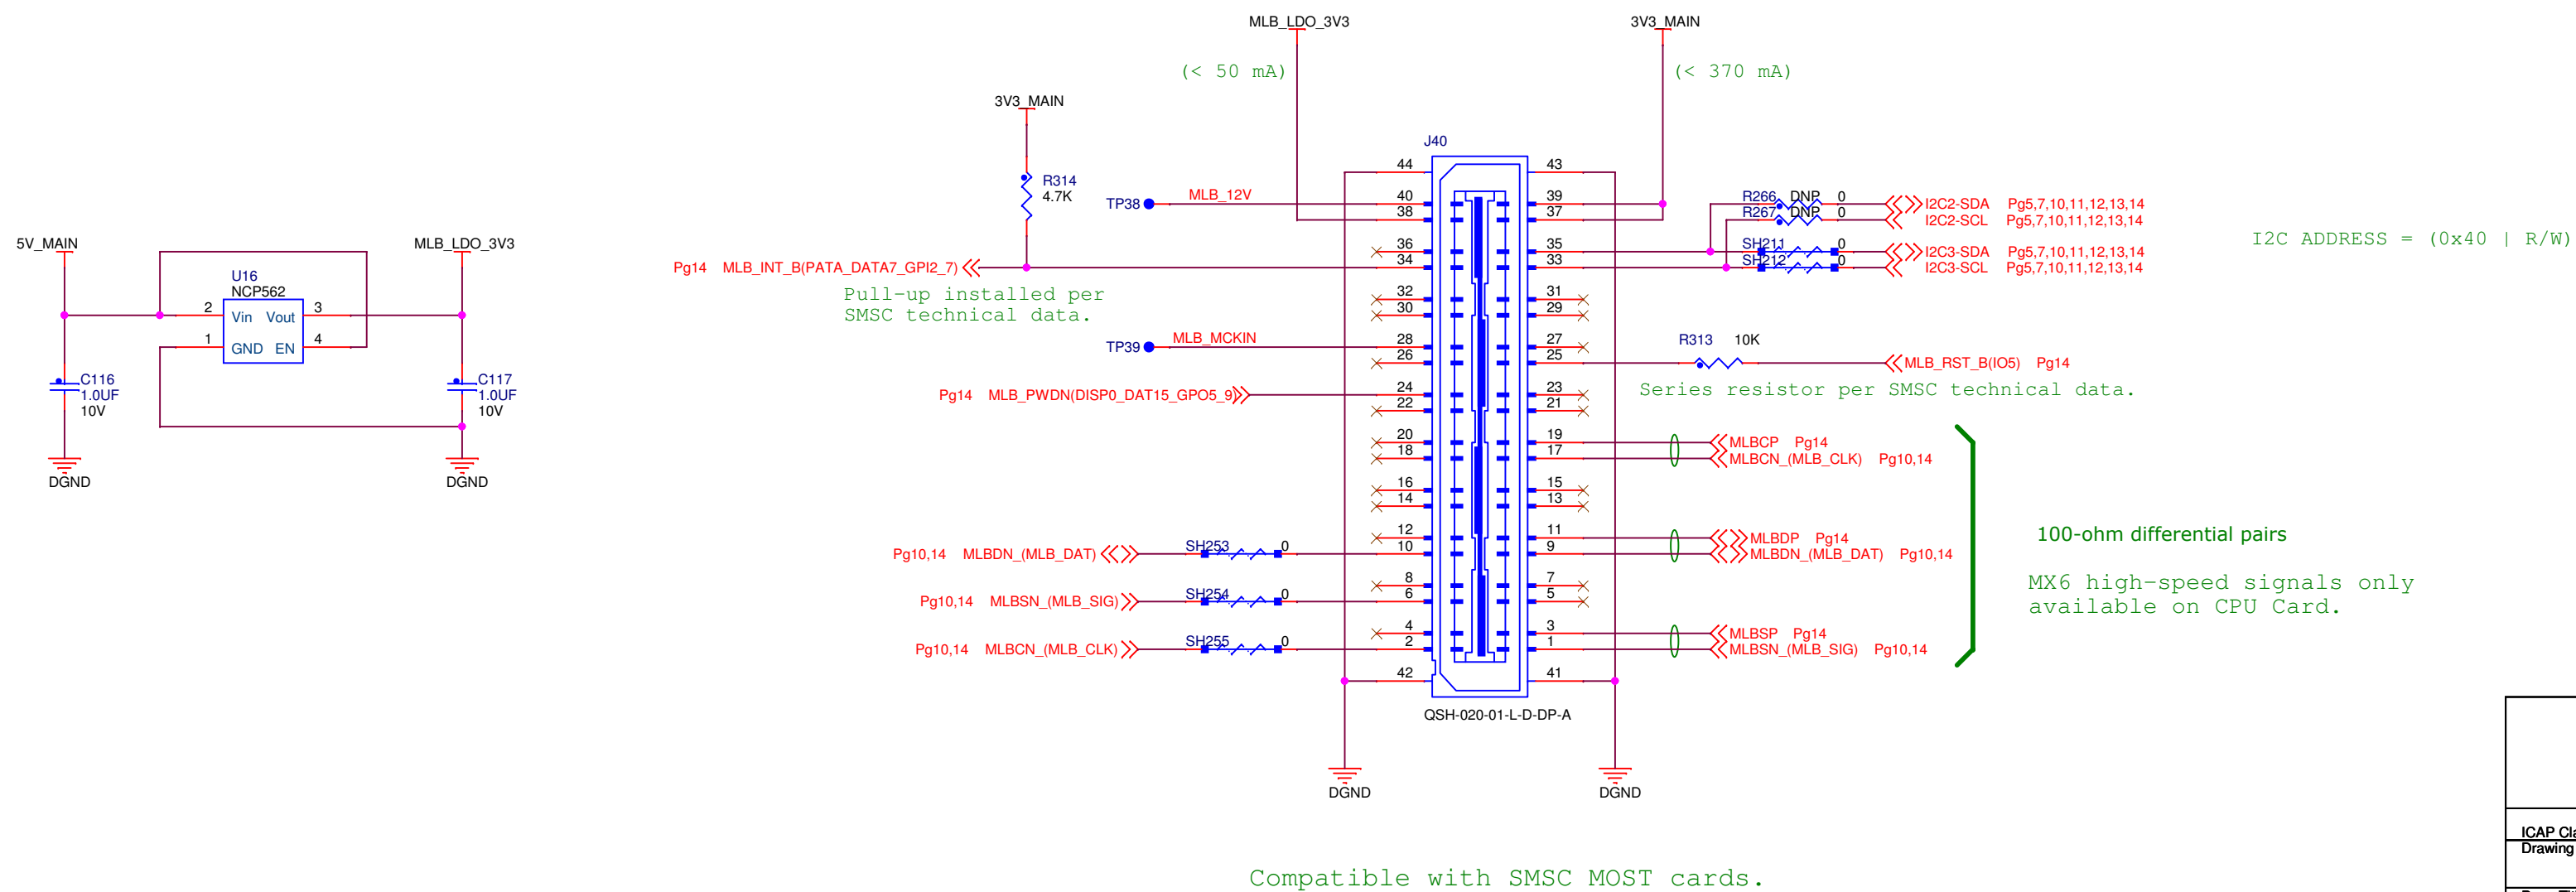 5V_MAIN
MLB_LDO_3V3
U16
NCP562
2
Vin
Vout
3
1
GND
EN
4
C116
1.0UF
10V
C117
1.0UF
10V
DGND
DGND
MLB_LDO_3V3
3V3_MAIN
(< 50 mA)
(< 370 mA)
3V3_MAIN
R314
4.7K
J40
44
43
TP38
MLB_12V
40
39
38
37
R266
DNP
0
I2C2-SDA
Pg5,7,10,11,12,13,14
R267
DNP
0
I2C2-SCL
Pg5,7,10,11,12,13,14
36
35
SH211
0
I2C3-SDA
Pg5,7,10,11,12,13,14
Pg14
MLB_INT_B(PATA_DATA7_GPI2_7)
34
33
SH212
0
I2C3-SCL
Pg5,7,10,11,12,13,14
I2C ADDRESS = (0x40 | R/W)
Pull-up installed per
SMSC technical data.
32
31
30
29
TP39
MLB_MCKIN
28
27
26
25
R313
10K
MLB_RST_B(IO5)
Pg14
Series resistor per SMSC technical data.
Pg14
MLB_PWDN(DISP0_DAT15_GPO5_9)
24
23
22
21
20
19
MLBCP
Pg14
18
17
MLBCN_(MLB_CLK)
Pg10,14
16
15
14
13
12
11
MLBDP
Pg14
Pg10,14
MLBDN_(MLB_DAT)
SH253
0
10
9
MLBDN_(MLB_DAT)
Pg10,14
8
7
Pg10,14
MLBSN_(MLB_SIG)
SH254
0
6
5
4
3
MLBSP
Pg14
Pg10,14
MLBCN_(MLB_CLK)
SH255
0
2
1
MLBSN_(MLB_SIG)
Pg10,14
100-ohm differential pairs
MX6 high-speed signals only
available on CPU Card.
42
41
QSH-020-01-L-D-DP-A
DGND
DGND
Compatible with SMSC MOST cards.
ICAP Cla
Drawing